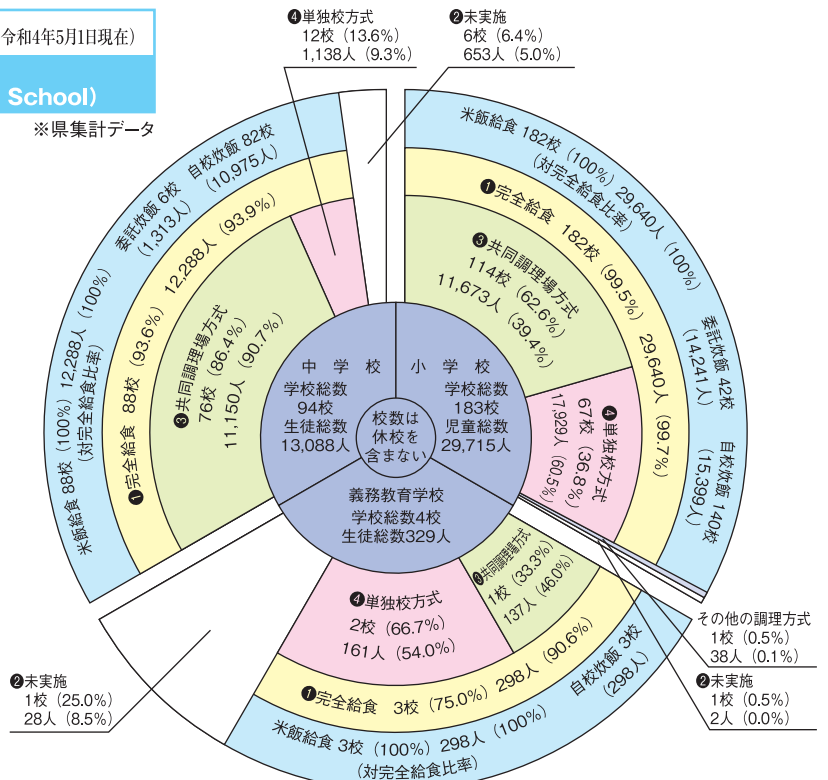 令和4年5月1日現在）
School）
※県集計データ
❹単独校方式
12校（13.6%）
1,138人（9.3%）
❷未実施
6校（6.4%）
653人（5.0%）
米飯給食 182校（100%）29,640人（100%）
（対完全給食比率）
委託炊飯 42校
（14,241人）
自校炊飯 140校
（15,399人）
❶完全給食 182校（99.5%）29,640人（99.7%）
❸共同調理場方式
114校（62.6%）
11,673人（39.4%）
❹単独校方式
67校（36.8%）
17,929人（60.5%）
小学校
学校総数
183校
児童総数
29,715人
中学校
学校総数
94校
生徒総数
13,088人
校数は
休校を
含まない
義務教育学校
学校総数4校
生徒総数329人
米飯給食 88校（100%）12,288人（100%）
（対完全給食比率）
委託炊飯 6校
（1,313人）
自校炊飯 82校
（10,975人）
❶完全給食 88校（93.6%）12,288人（93.9%）
❸共同調理場方式
76校（86.4%）
11,150人（90.7%）
❸共同調理場方式
1校（33.3%）
137人（46.0%）
❹単独校方式
2校（66.7%）
161人（54.0%）
❶完全給食 3校（75.0%）298人（90.6%）
米飯給食 3校（100%）298人（100%）
（対完全給食比率）
自校炊飯 3校
（298人）
その他の調理方式
1校（0.5%）
38人（0.1%）
❷未実施
1校（0.5%）
2人（0.0%）
❷未実施
1校（25.0%）
28人（8.5%）